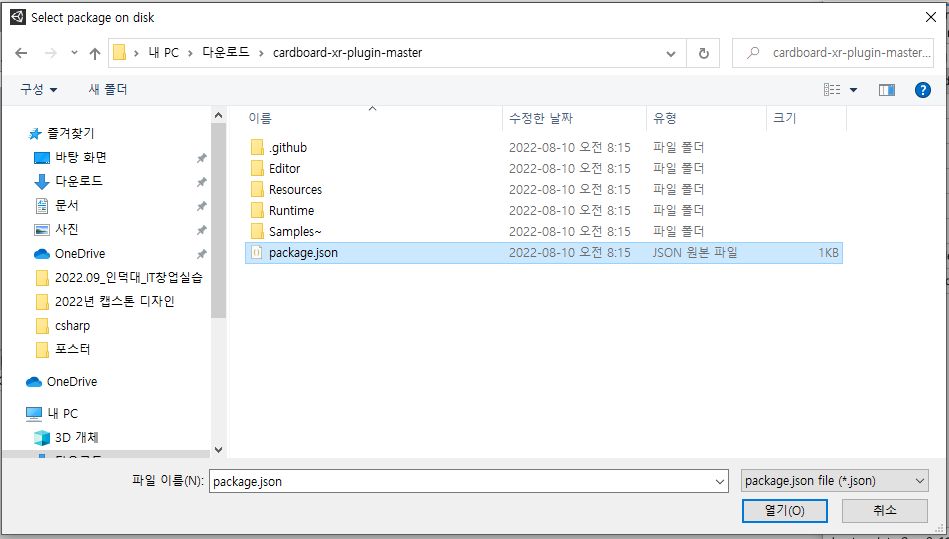 Select package on disk
내 PC > 다운로드 > cardboard-xr-plugin-master
cardboard-xr-plugin-master...
구성
새 폴더
이름 수정한 날짜 유형 크기
즐겨찾기
바탕 화면
다운로드
문서
사진
OneDrive
2022.09_인덕대_IT창업실습
2022년 캡스톤 디자인
csharp
포스터
OneDrive
내 PC
3D 개체
.github 2022-08-10 오전 8:15 파일 폴더
Editor 2022-08-10 오전 8:15 파일 폴더
Resources 2022-08-10 오전 8:15 파일 폴더
Runtime 2022-08-10 오전 8:15 파일 폴더
Samples~ 2022-08-10 오전 8:15 파일 폴더
package.json 2022-08-10 오전 8:15 JSON 원본 파일 1KB
파일 이름(N): package.json
package.json file (*.json)
열기(O) 취소